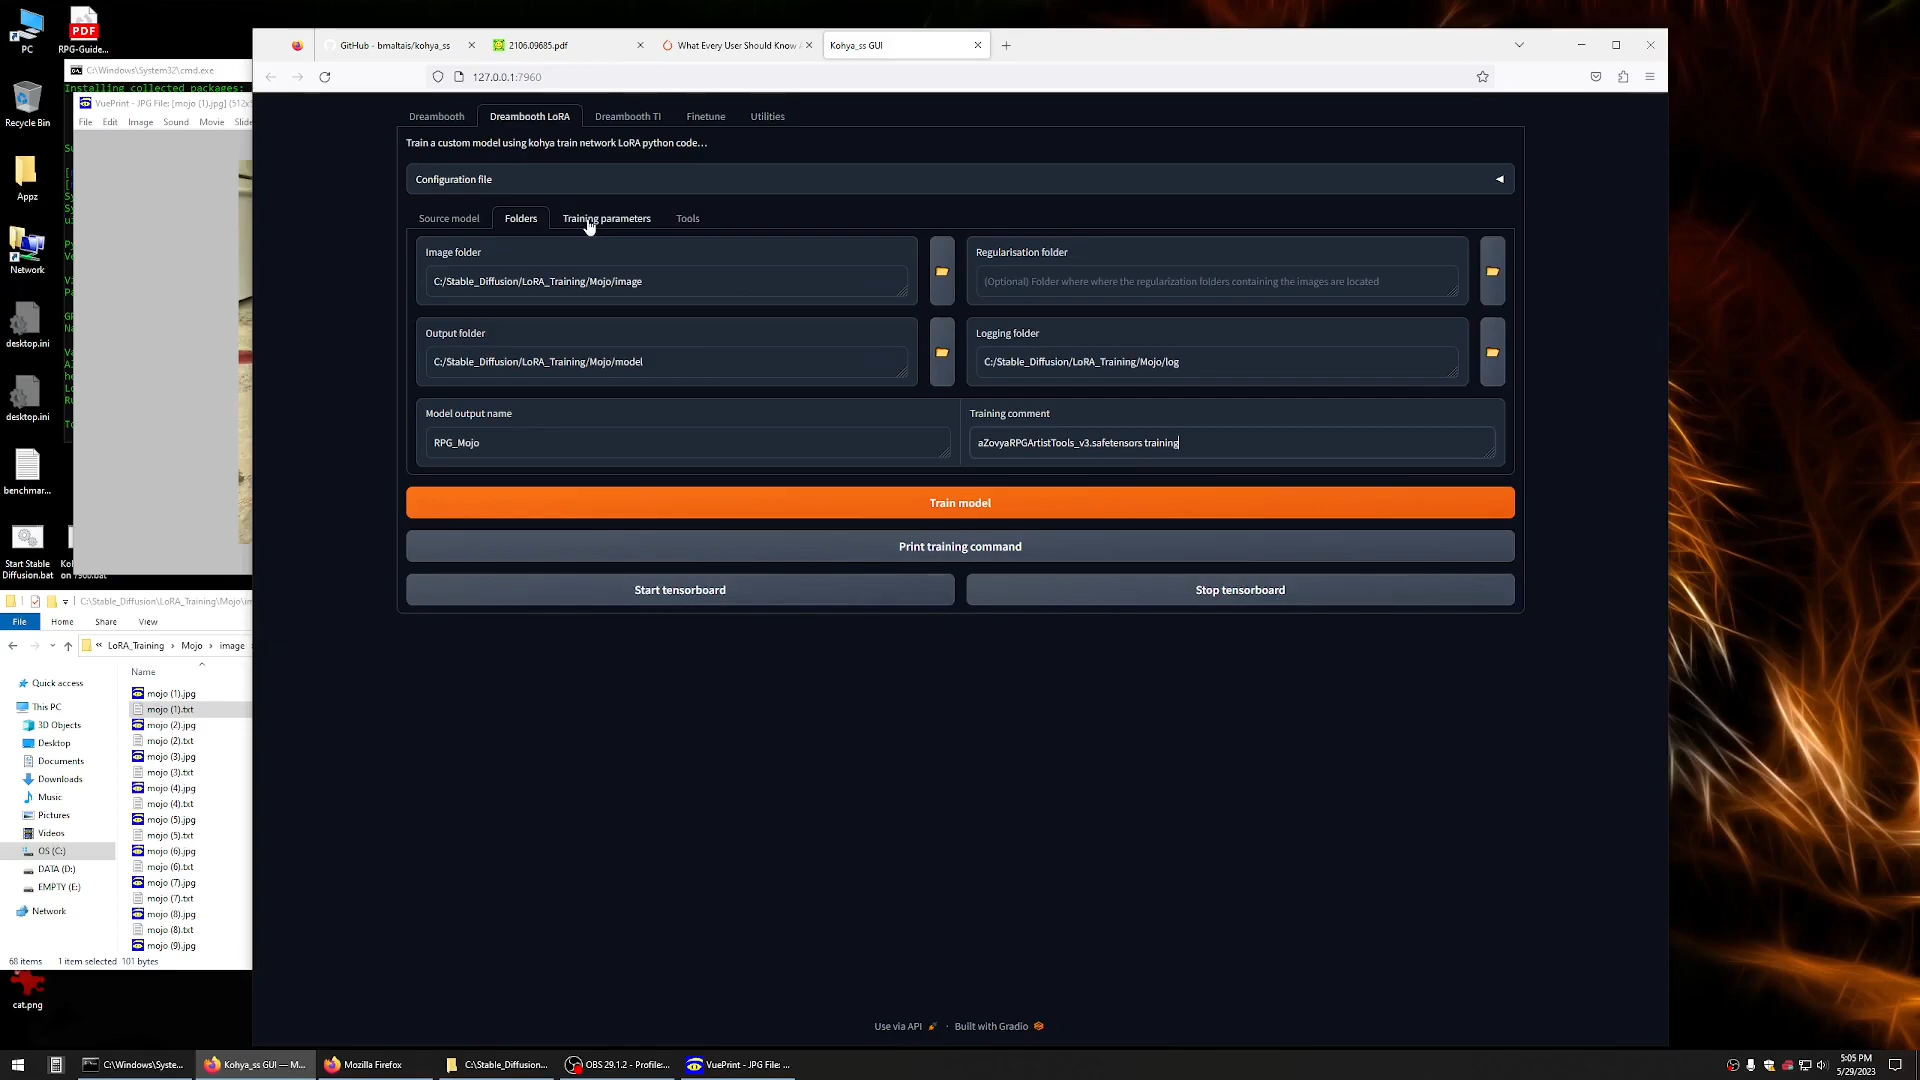 PC
RPG-Guide...
Recycle Bin
Appz
Network
desktop.ini
desktop.ini
benchmar...
Start Stable
Diffusion.bat
cat.png
C:\Windows\System32\cmd.exe
Installing collected packages:
VuePrint - JPG File: [mojo (1).jpg]
File Edit Image Sound Movie
GitHub - bmaltais/kohya_ss
2106.09685.pdf
What Every User Should Know
Kohya_ss GUI
127.0.0.1:7960
Dreambooth
Dreambooth LoRA
Dreambooth TI
Finetune
Utilities
Train a custom model using kohya train network LoRA python code...
Configuration file
Source model
Folders
Training parameters
Tools
Image folder
C:/Stable_Diffusion/LoRA_Training/Mojo/image
Regularisation folder
(Optional) Folder where where the regularization folders containing the images are located
Output folder
C:/Stable_Diffusion/LoRA_Training/Mojo/model
Logging folder
C:/Stable_Diffusion/LoRA_Training/Mojo/log
Model output name
RPG_Mojo
Training comment
aZovyaRPGArtistTools_v3.safetensors training
Train model
Print training command
Start tensorboard
Stop tensorboard
Use via API · Built with Gradio
File Home Share View
« LoRA_Training > Mojo > image
Name
Quick access
This PC
3D Objects
Desktop
Documents
Downloads
Music
Pictures
Videos
OS (C:)
DATA (D:)
EMPTY (E:)
Network
mojo (1).jpg
mojo (1).txt
mojo (2).jpg
mojo (2).txt
mojo (3).jpg
mojo (3).txt
mojo (4).jpg
mojo (4).txt
mojo (5).jpg
mojo (5).txt
mojo (6).jpg
mojo (6).txt
mojo (7).jpg
mojo (7).txt
mojo (8).jpg
mojo (8).txt
mojo (9).jpg
68 items 1 item selected 101 bytes
C:\Windows\Syste...
Kohya_ss GUI — M...
Mozilla Firefox
C:\Stable_Diffusion...
OBS 29.1.2 - Profile:...
VuePrint - JPG File: ...
5:05 PM
5/29/2023